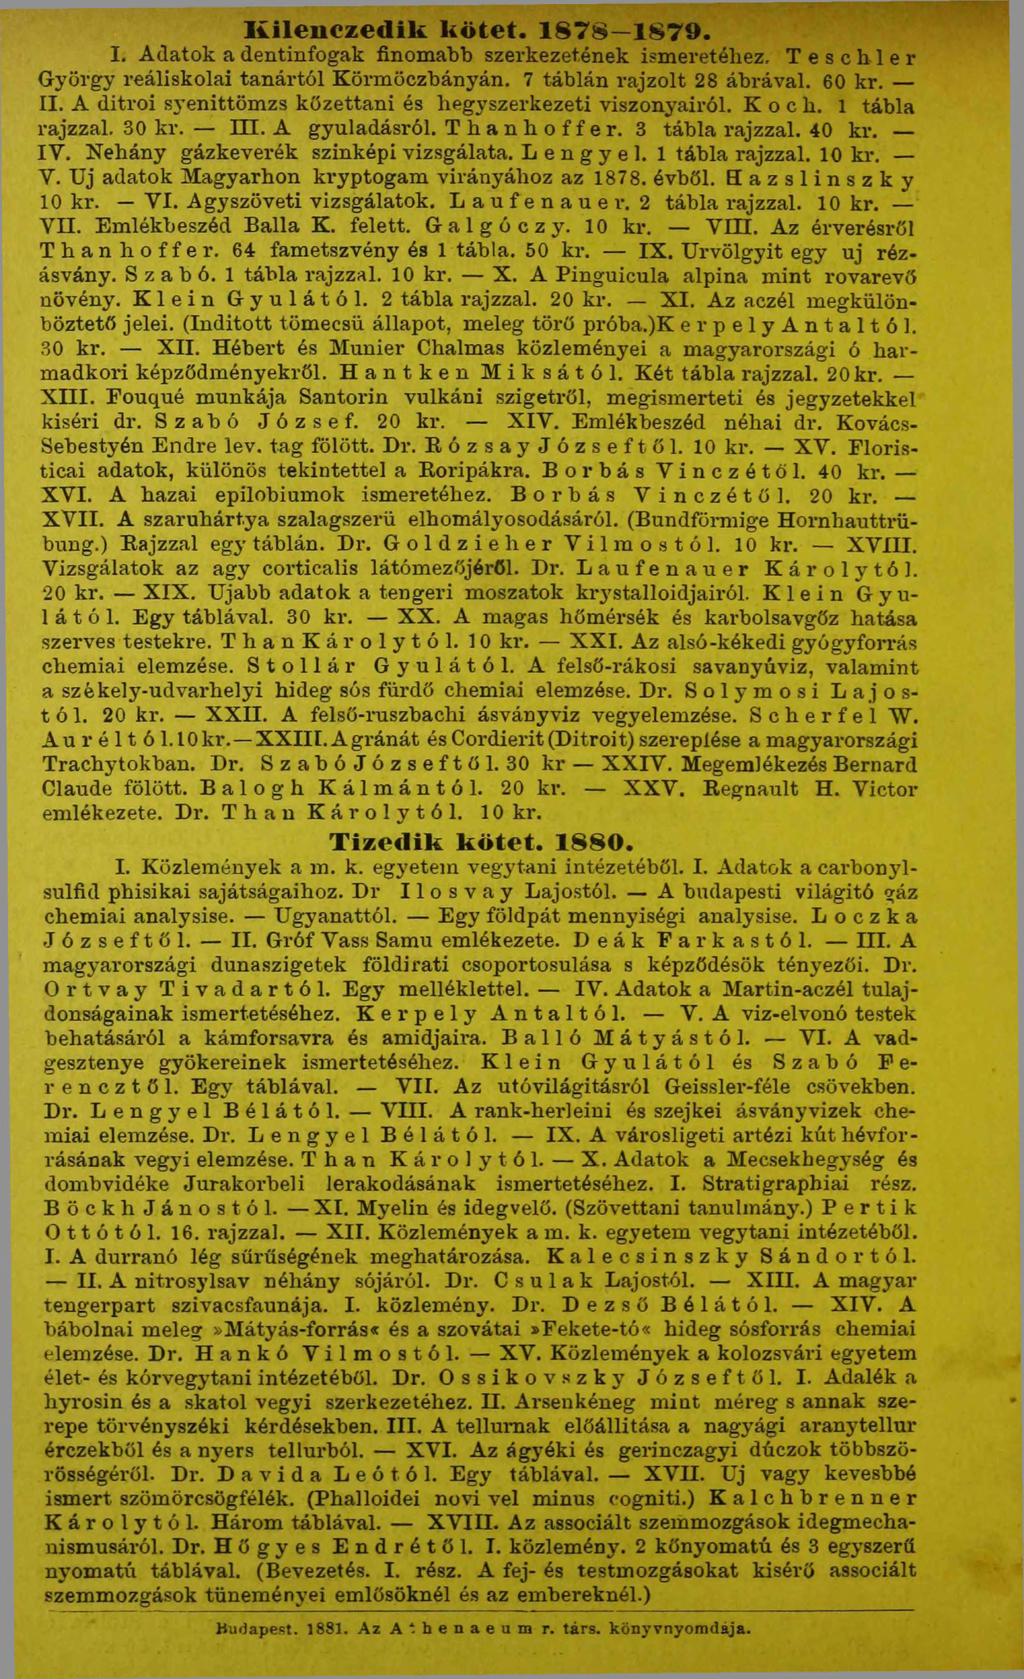 Kilenczedik kötet. 1878–1879.
I. Adatok a dentinfogak finomabb szerkezetének ismeretéhez. Teschler
György reáliskolai tanártól Körmöczbányán. 7 táblán rajzolt 28 ábrával. 60 kr. —
II. A ditroi syenittömzs kőzettani és hegyszerkezeti viszonyairól. Koch. 1 tábla
rajzzal. 30 kr. — III. A gyuladásról. Thanhoffer. 3 tábla rajzzal. 40 kr. —
IV. Nehány gázkeverék szinképi vizsgálata. Lengyel. 1 tábla rajzzal. 10 kr. —
V. Uj adatok Magyarhon kryptogam virányához az 1878. évből. Hazslinszky
10 kr. — VI. Agyszöveti vizsgálatok. Laufenauer. 2 tábla rajzzal. 10 kr. —
VII. Emlékbeszéd Balla K. felett. Galgóczy. 10 kr. — VIII. Az érverésről
Thanhoffer. 64 fametszvény és 1 tábla. 50 kr. — IX. Urvölgyit egy uj réz-
ásvány. Szabó. 1 tábla rajzzal. 10 kr. — X. A Pinguicula alpina mint rovarevő
növény. Klein Gyulától. 2 tábla rajzzal. 20 kr. — XI. Az aczél megkülön-
böztető jelei. (Inditott tömecsü állapot, meleg törő próba.) Kerpely Antaltól.
30 kr. — XII. Hébert és Munier Chalmas közleményei a magyarországi ó har-
madkori képződményekről. Hantken Miksától. Két tábla rajzzal. 20 kr. —
XIII. Fouqué munkája Santorin vulkáni szigetről, megismerteti és jegyzetekkel
kiséri dr. Szabó József. 20 kr. — XIV. Emlékbeszéd néhai dr. Kovács-
Sebestyén Endre lev. tag fölött. Dr. Rózsay Józseftől. 10 kr. — XV. Floris-
ticai adatok, különös tekintettel a Roripákra. Borbás Vinczétől. 40 kr. —
XVI. A hazai epilobiumok ismeretéhez. Borbás Vinczétől. 20 kr. —
XVII. A szaruhártya szalagszerü elhomályosodásáról. (Bundförmige Hornhauttrü-
bung.) Rajzzal egy táblán. Dr. Goldzieher Vilmostól. 10 kr. — XVIII.
Vizsgálatok az agy corticalis látómezőjéről. Dr. Laufenauer Károlytól.
20 kr. — XIX. Ujabb adatok a tengeri moszatok krystalloidjairól. Klein Gyu-
lától. Egy táblával. 30 kr. — XX. A magas hőmérsék és karbolsavgőz hatása
szerves testekre. Than Károlytól. 10 kr. — XXI. Az alsó-kékedi gyógyforrás
chemiai elemzése. Stollár Gyulától. A felső-rákosi savanyúviz, valamint
a székely-udvarhelyi hideg sós fürdő chemiai elemzése. Dr. Solymosi Lajos-
tól. 20 kr. — XXII. A felső-ruszbachi ásványviz vegyelemzése. Scherfel W.
Auréltól. 10 kr. — XXIII. A gránát és Cordierit (Ditroit) szereplése a magyarországi
Trachytokban. Dr. Szabó Józseftől. 30 kr — XXIV. Megemlékezés Bernard
Claude fölött. Balogh Kálmántól. 20 kr. — XXV. Regnault H. Victor
emlékezete. Dr. Than Károlytól. 10 kr.
Tizedik kötet. 1880.
I. Közlemények a m. k. egyetem vegytani intézetéből. I. Adatok a carbonyl-
sulfid phisikai sajátságaihoz. Dr Ilosvay Lajostól. — A budapesti világitó gáz
chemiai analysise. — Ugyanattól. — Egy földpát mennyiségi analysise. Loczka
Józseftől. — II. Gróf Vass Samu emlékezete. Deák Farkastól. — III. A
magyarországi dunaszigetek földirati csoportosulása s képződésök tényezői. Dr.
Ortvay Tivadartól. Egy melléklettel. — IV. Adatok a Martin-aczél tulaj-
donságainak ismertetéséhez. Kerpely Antaltól. — V. A viz-elvonó testek
behatásáról a kámforsavra és amidjaira. Balló Mátyástól. — VI. A vad-
gesztenye gyökereinek ismertetéséhez. Klein Gyulától és Szabó Fe-
rencztől. Egy táblával. — VII. Az utóvilágitásról Geissler-féle csövekben.
Dr. Lengyel Bélától. — VIII. A rank-herleini és szejkei ásványvizek che-
miai elemzése. Dr. Lengyel Bélától. — IX. A városligeti artézi kút hévfor-
rásának vegyi elemzése. Than Károlytól. — X. Adatok a Mecsekhegység és
dombvidéke Jurakorbeli lerakodásának ismertetéséhez. I. Stratigraphiai rész.
Böckh Jánostól. — XI. Myelin és idegvelő. (Szövettani tanulmány.) Pertik
Ottótól. 16. rajzzal. — XII. Közlemények a m. k. egyetem vegytani intézetéből.
I. A durranó lég sűrűségének meghatározása. Kalecsinszky Sándortól.
— II. A nitrosylsav néhány sójáról. Dr. Csulak Lajostól. — XIII. A magyar
tengerpart szivacsfaunája. I. közlemény. Dr. Dezső Bélától. — XIV. A
bábolnai meleg »Mátyás-forrás« és a szovátai »Fekete-tó« hideg sósforrás chemiai
elemzése. Dr. Hankó Vilmostól. — XV. Közlemények a kolozsvári egyetem
élet- és kórvegytani intézetéből. Dr. Ossikovszky Józseftől. I. Adalék a
hyrosin és a skatol vegyi szerkezetéhez. II. Arsenkéneg mint méreg s annak sze-
repe törvényszéki kérdésekben. III. A tellurnak előállitása a nagyági aranytellur
érczekből és a nyers tellurból. — XVI. Az ágyéki és gerinczagyi dúczok többszö-
rösségéről. Dr. Davida Leótól. Egy táblával. — XVII. Uj vagy kevesbbé
ismert szömörcsögfélék. (Phalloidei novi vel minus cogniti.) Kalchbrenner
Károlytól. Három táblával. — XVIII. Az associált szemmozgások idegmecha-
nismusáról. Dr. Hőgyes Endrétől. I. közlemény. 2 kőnyomatú és 3 egyszerű
nyomatú táblával. (Bevezetés. I. rész. A fej- és testmozgásokat kisérő associált
szemmozgások tüneményei emlősöknél és az embereknél.)
Budapest. 1881. Az Athenaeum r. társ. könyvnyomdája.